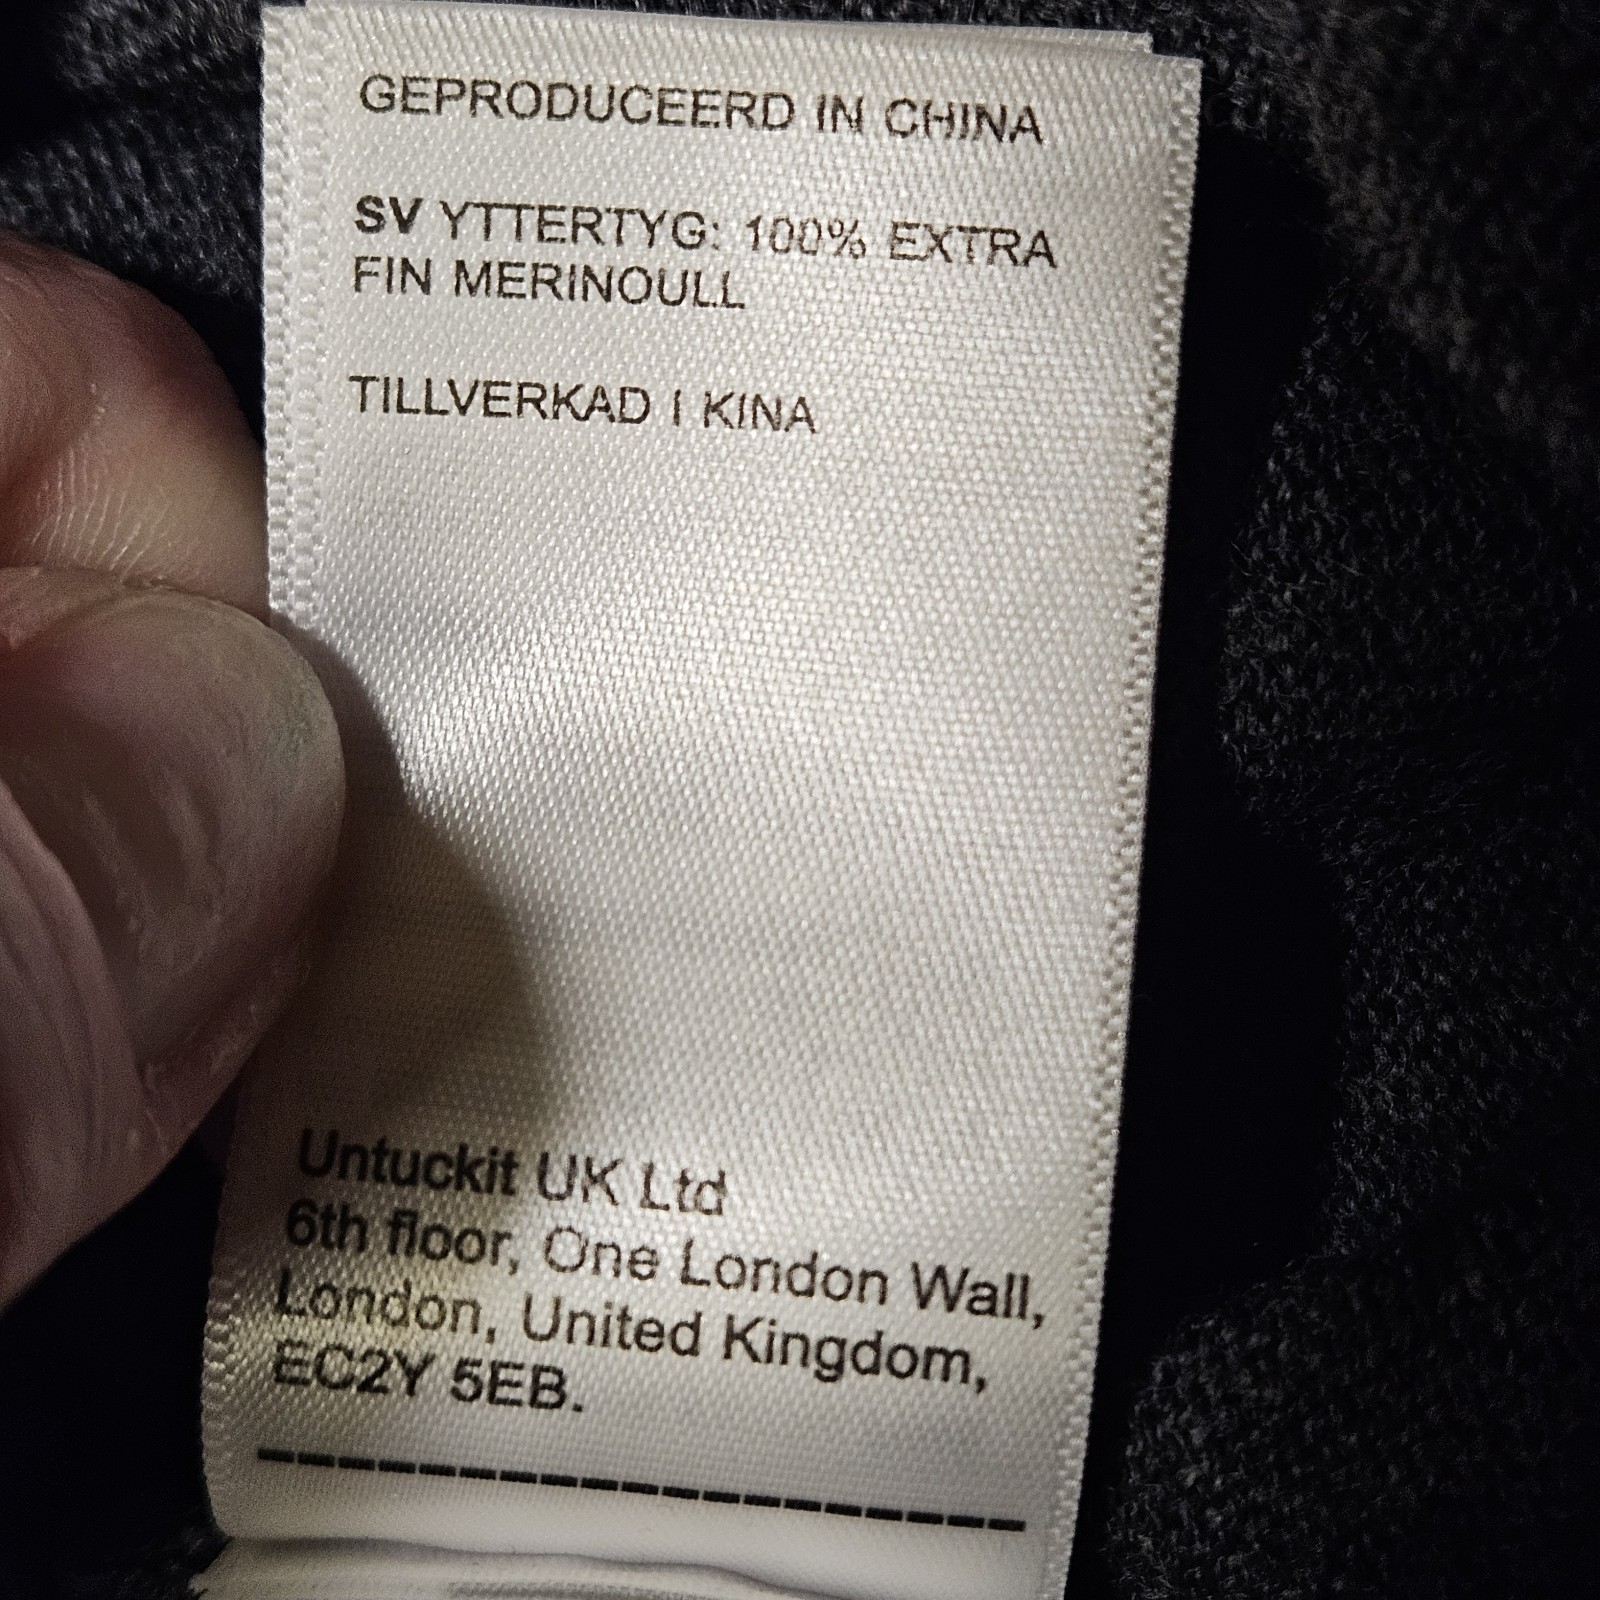 GEPRODUCEERD IN CHINA
SV YTTERTYG: 100% EXTRA
FIN MERINOULL
TILLVERKAD I KINA
Untuckit UK Ltd
6th floor, One London Wall,
London, United Kingdom,
EC2Y 5EB.